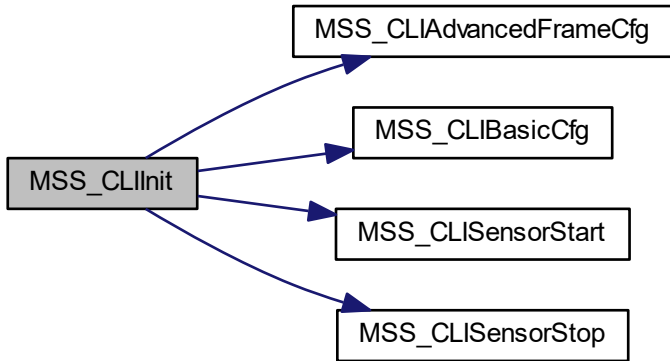 MSS_CLIAdvancedFrameCfg
MSS_CLIBasicCfg
MSS_CLIInit
MSS_CLISensorStart
MSS_CLISensorStop